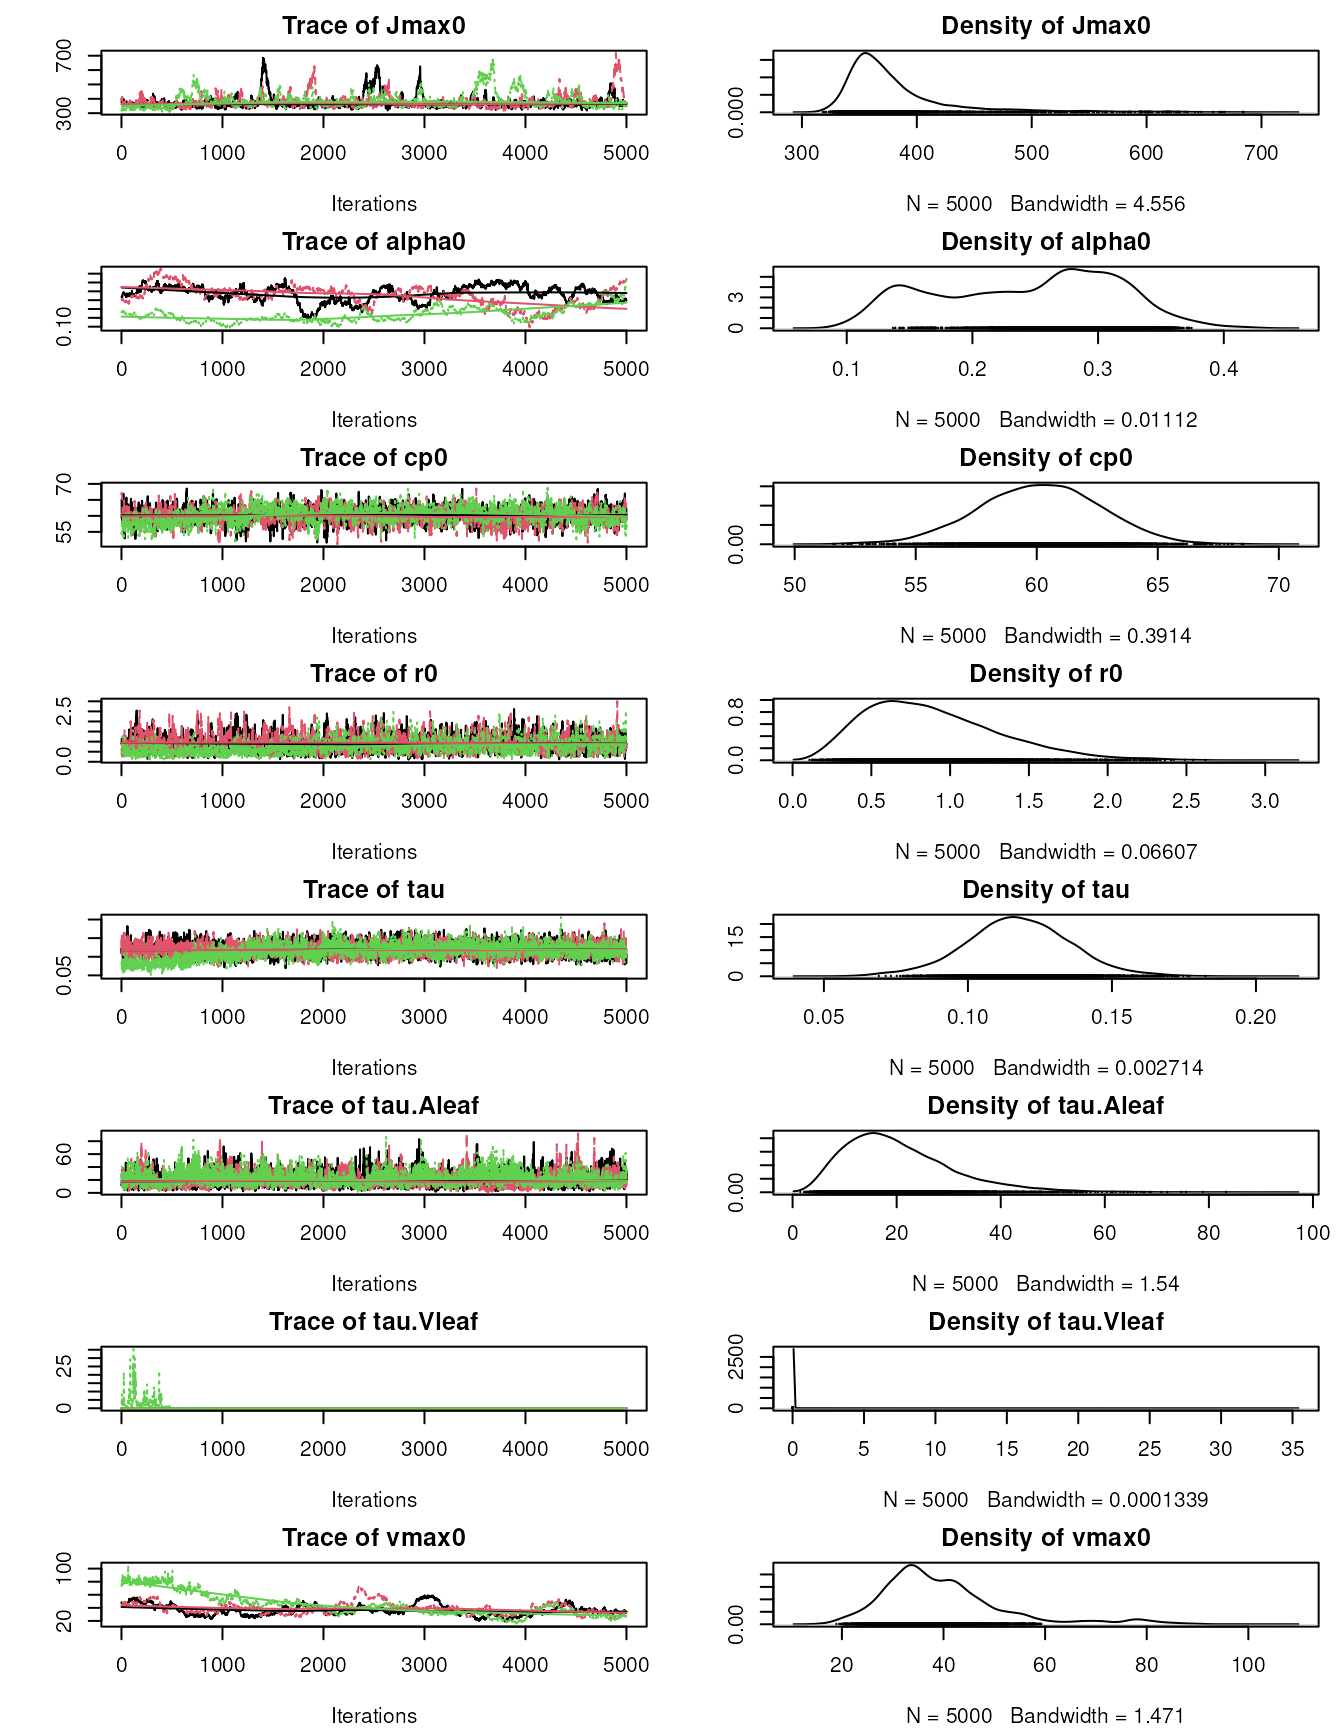 Trace of Jmax0
Density of Jmax0
700
300
0 1000 2000 3000 4000 5000
Iterations
0.000
300 400 500 600 700
N = 5000 Bandwidth = 4.556
Trace of alpha0
Density of alpha0
0.10
0 1000 2000 3000 4000 5000
Iterations
3
0
0.1 0.2 0.3 0.4
N = 5000 Bandwidth = 0.01112
Trace of cp0
Density of cp0
70
55
0 1000 2000 3000 4000 5000
Iterations
0.00
50 55 60 65 70
N = 5000 Bandwidth = 0.3914
Trace of r0
Density of r0
2.5
0.0
0 1000 2000 3000 4000 5000
Iterations
0.8
0.0
0.0 0.5 1.0 1.5 2.0 2.5 3.0
N = 5000 Bandwidth = 0.06607
Trace of tau
Density of tau
0.05
0 1000 2000 3000 4000 5000
Iterations
15
0
0.05 0.10 0.15 0.20
N = 5000 Bandwidth = 0.002714
Trace of tau.Aleaf
Density of tau.Aleaf
60
0
0 1000 2000 3000 4000 5000
Iterations
0.00
0 20 40 60 80 100
N = 5000 Bandwidth = 1.54
Trace of tau.Vleaf
Density of tau.Vleaf
25
0
0 1000 2000 3000 4000 5000
Iterations
2500
0
0 5 10 15 20 25 30 35
N = 5000 Bandwidth = 0.0001339
Trace of vmax0
Density of vmax0
100
20
0 1000 2000 3000 4000 5000
Iterations
0.00
20 40 60 80 100
N = 5000 Bandwidth = 1.471